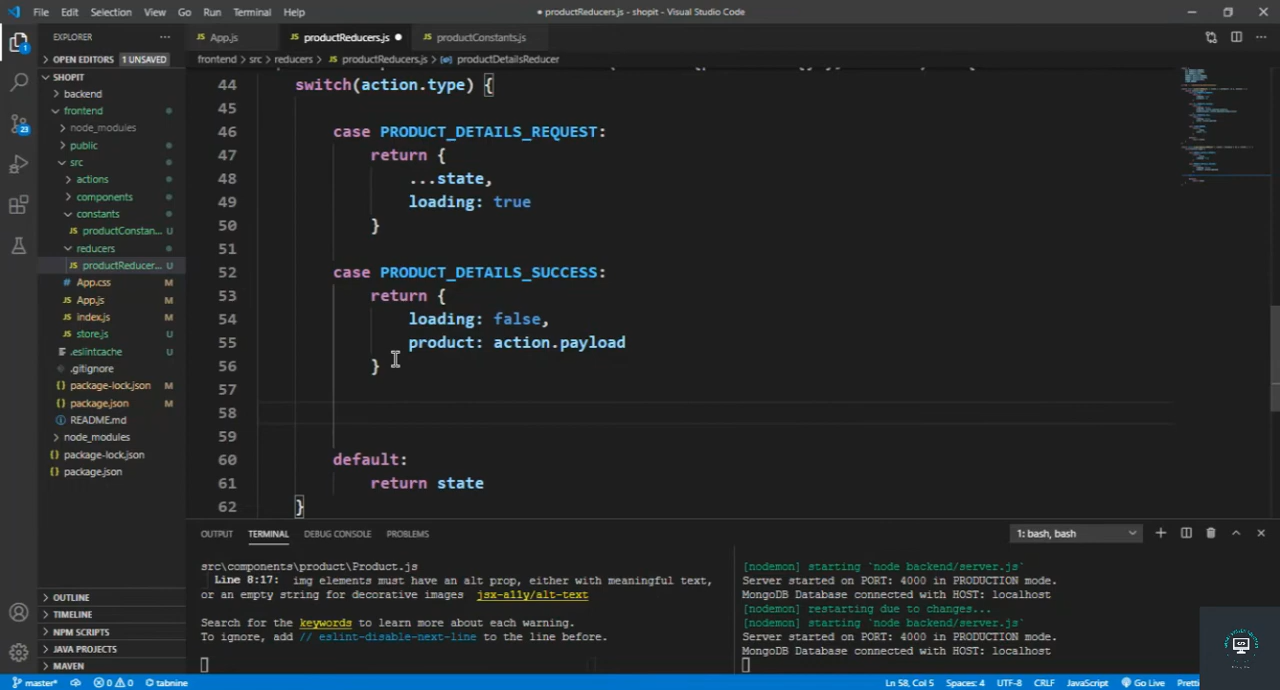 File Edit Selection View Go Run Terminal Help
● productReducers.js - shopit - Visual Studio Code
EXPLORER
OPEN EDITORS 1 UNSAVED
SHOPIT
backend
frontend
node_modules
public
src
actions
components
constants
JS productConstan... U
reducers
JS productReducer... U
# App.css M
JS App.js M
JS index.js M
JS store.js U
.eslintcache U
.gitignore
package-lock.json M
package.json M
README.md
node_modules
package-lock.json
package.json
OUTLINE
TIMELINE
NPM SCRIPTS
JAVA PROJECTS
MAVEN
JS App.js JS productReducers.js ● JS productConstants.js
frontend > src > reducers > JS productReducers.js > productDetailsReducer
44 switch(action.type) {
45
46 case PRODUCT_DETAILS_REQUEST:
47 return {
48 ...state,
49 loading: true
50 }
51
52 case PRODUCT_DETAILS_SUCCESS:
53 return {
54 loading: false,
55 product: action.payload
56 }
57
58
59
60 default:
61 return state
62 }
OUTPUT TERMINAL DEBUG CONSOLE PROBLEMS
1: bash, bash
src\components\product\Product.js
Line 8:17: img elements must have an alt prop, either with meaningful text,
or an empty string for decorative images jsx-a11y/alt-text
Search for the keywords to learn more about each warning.
To ignore, add // eslint-disable-next-line to the line before.
[nodemon] starting `node backend/server.js`
Server started on PORT: 4000 in PRODUCTION mode.
MongoDB Database connected with HOST: localhost
[nodemon] restarting due to changes...
[nodemon] starting `node backend/server.js`
Server started on PORT: 4000 in PRODUCTION mode.
MongoDB Database connected with HOST: localhost
master* 0 0 tabnine
Ln 58, Col 5 Spaces: 4 UTF-8 CRLF JavaScript Go Live Pretti